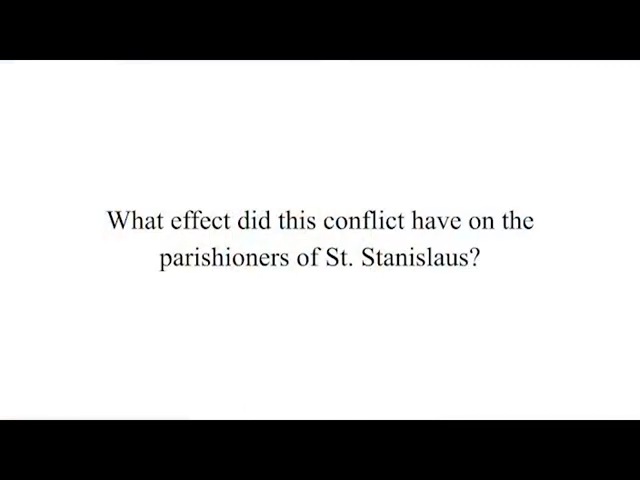 What effect did this conflict have on the
parishioners of St. Stanislaus?